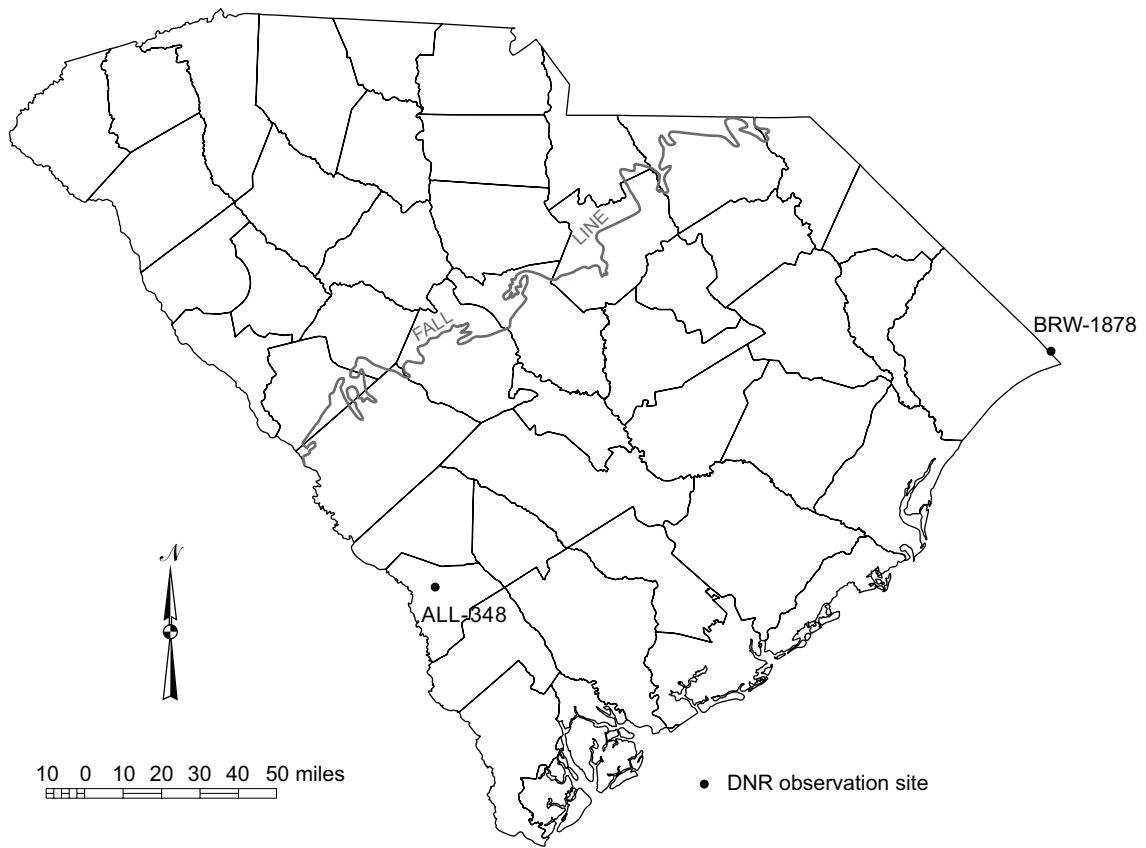 LINE
FALL
BRW-1878
ALL-348
N
10 0 10 20 30 40 50 miles
DNR observation site